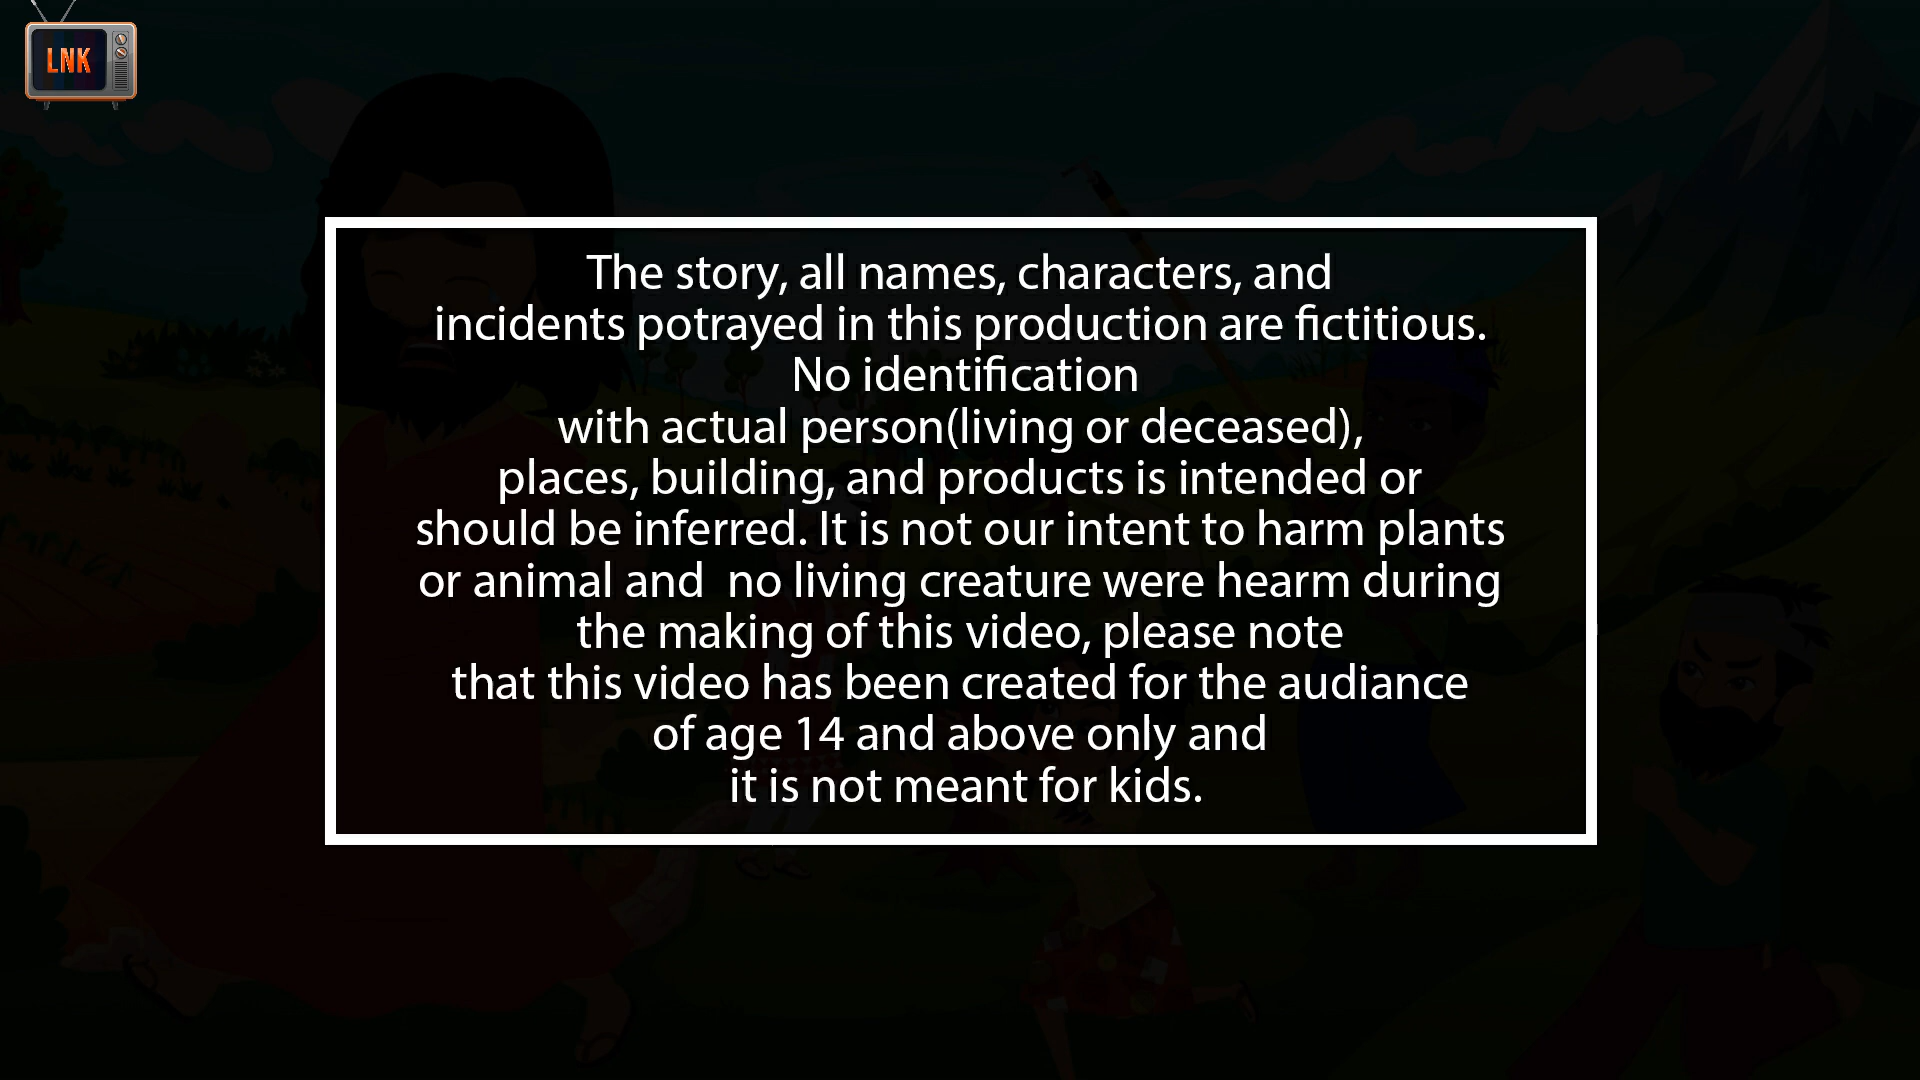 LNK
The story, all names, characters, and
incidents potrayed in this production are fictitious.
No identification
with actual person(living or deceased),
places, building, and products is intended or
should be inferred. It is not our intent to harm plants
or animal and  no living creature were hearm during
the making of this video, please note
that this video has been created for the audiance
of age 14 and above only and
it is not meant for kids.